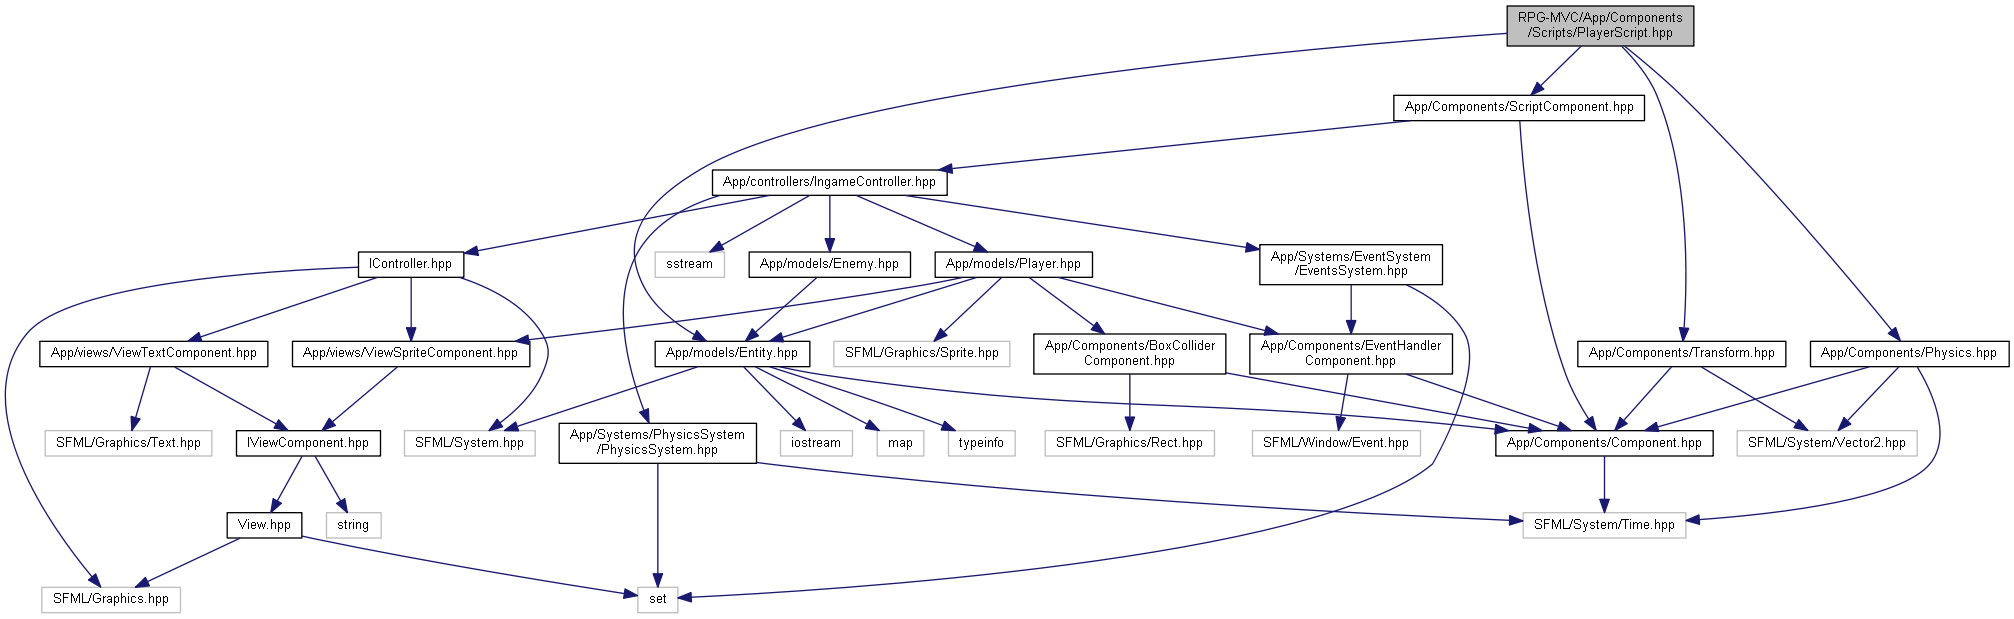 RPG-MVC/App/Components
/Scripts/PlayerScript.hpp
App/Components/ScriptComponent.hpp
App/controllers/IngameController.hpp
IController.hpp
sstream
App/models/Enemy.hpp
App/models/Player.hpp
App/Systems/EventSystem
/EventsSystem.hpp
App/views/ViewTextComponent.hpp
App/views/ViewSpriteComponent.hpp
App/models/Entity.hpp
SFML/Graphics/Sprite.hpp
App/Components/BoxCollider
Component.hpp
App/Components/EventHandler
Component.hpp
App/Components/Transform.hpp
App/Components/Physics.hpp
SFML/Graphics/Text.hpp
IViewComponent.hpp
SFML/System.hpp
App/Systems/PhysicsSystem
/PhysicsSystem.hpp
iostream
map
typeinfo
SFML/Graphics/Rect.hpp
SFML/Window/Event.hpp
App/Components/Component.hpp
SFML/System/Vector2.hpp
View.hpp
string
SFML/System/Time.hpp
SFML/Graphics.hpp
set